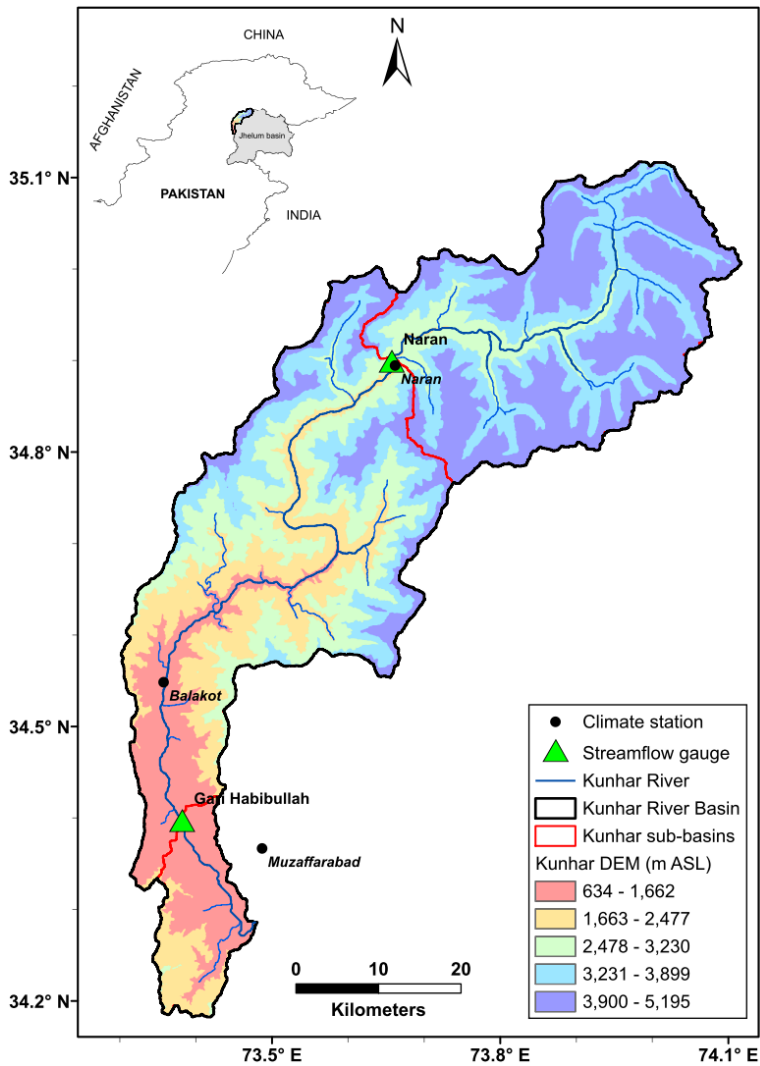 CHINA
N
AFGHANISTAN
Jhelum basin
PAKISTAN
INDIA
35.1° N
34.8° N
34.5° N
34.2° N
Naran
Naran
Balakot
Gari Habibullah
Muzaffarabad
0 10 20
Kilometers
Climate station
Streamflow gauge
Kunhar River
Kunhar River Basin
Kunhar sub-basins
Kunhar DEM (m ASL)
634 - 1,662
1,663 - 2,477
2,478 - 3,230
3,231 - 3,899
3,900 - 5,195
73.5° E 73.8° E 74.1° E